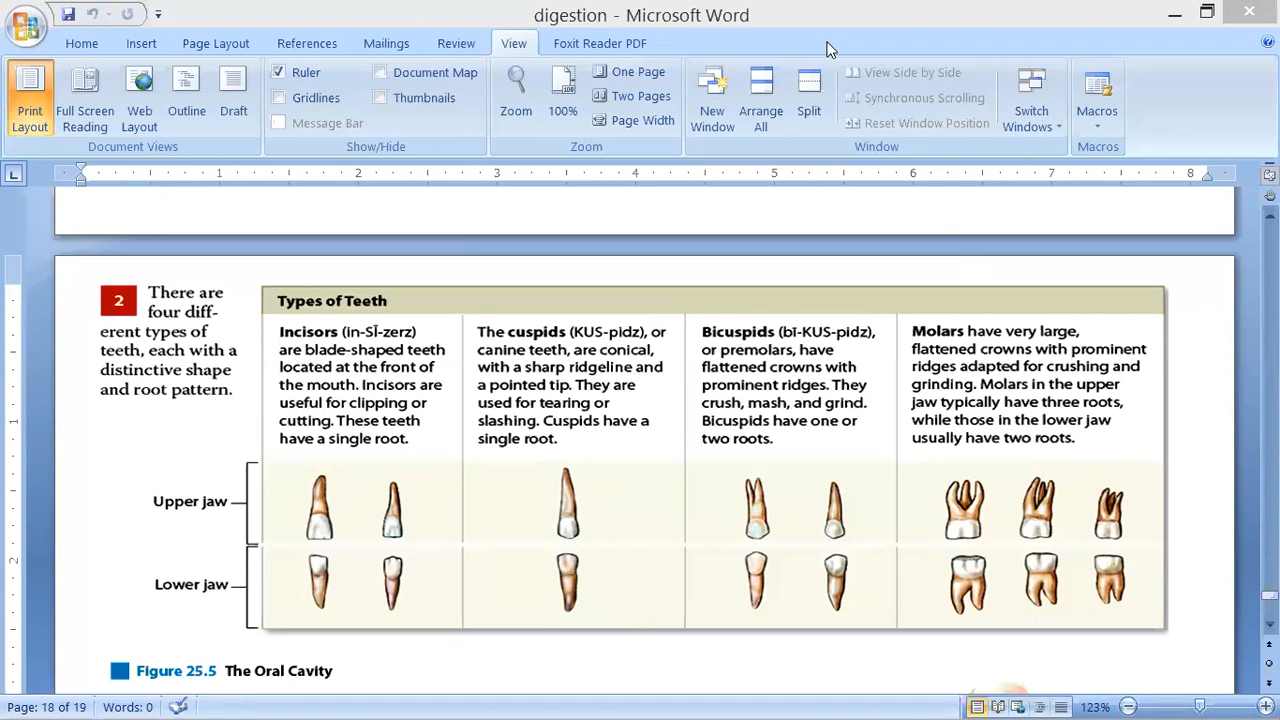 digestion - Microsoft Word
Home Insert Page Layout References Mailings Review View Foxit Reader PDF
Print Layout
Full Screen Reading
Web Layout
Outline
Draft
Document Views
Ruler
Gridlines
Message Bar
Document Map
Thumbnails
Show/Hide
Zoom
100%
One Page
Two Pages
Page Width
Zoom
New Window
Arrange All
Split
View Side by Side
Synchronous Scrolling
Reset Window Position
Switch Windows
Window
Macros
Macros
1 2 3 4 5 6 7 8
2
There are
four diff-
erent types of
teeth, each with a
distinctive shape
and root pattern.
Types of Teeth
Incisors (in-SĪ-zerz)
are blade-shaped teeth
located at the front of
the mouth. Incisors are
useful for clipping or
cutting. These teeth
have a single root.
The cuspids (KUS-pidz), or
canine teeth, are conical,
with a sharp ridgeline and
a pointed tip. They are
used for tearing or
slashing. Cuspids have a
single root.
Bicuspids (bī-KUS-pidz),
or premolars, have
flattened crowns with
prominent ridges. They
crush, mash, and grind.
Bicuspids have one or
two roots.
Molars have very large,
flattened crowns with prominent
ridges adapted for crushing and
grinding. Molars in the upper
jaw typically have three roots,
while those in the lower jaw
usually have two roots.
Upper jaw
Lower jaw
1
2
Figure 25.5 The Oral Cavity
Page: 18 of 19 Words: 0 123%